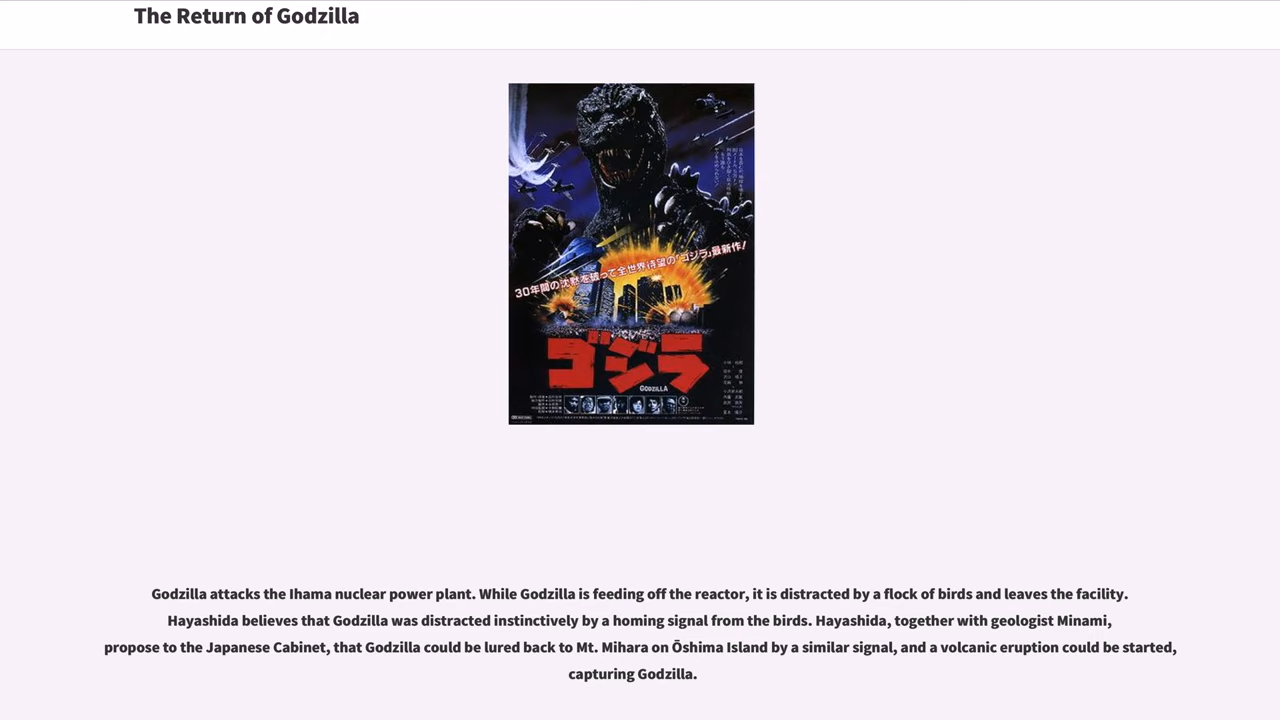 The Return of Godzilla
30年間の沈黙を破って全世界待望の「ゴジラ」最新作!
ゴジラ
GODZILLA
Godzilla attacks the Ihama nuclear power plant. While Godzilla is feeding off the reactor, it is distracted by a flock of birds and leaves the facility.
Hayashida believes that Godzilla was distracted instinctively by a homing signal from the birds. Hayashida, together with geologist Minami,
propose to the Japanese Cabinet, that Godzilla could be lured back to Mt. Mihara on Ōshima Island by a similar signal, and a volcanic eruption could be started,
capturing Godzilla.